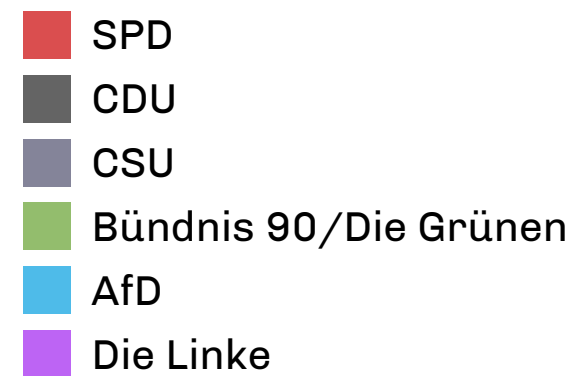 SPD
CDU
CSU
Bündnis 90/Die Grünen
AfD
Die Linke